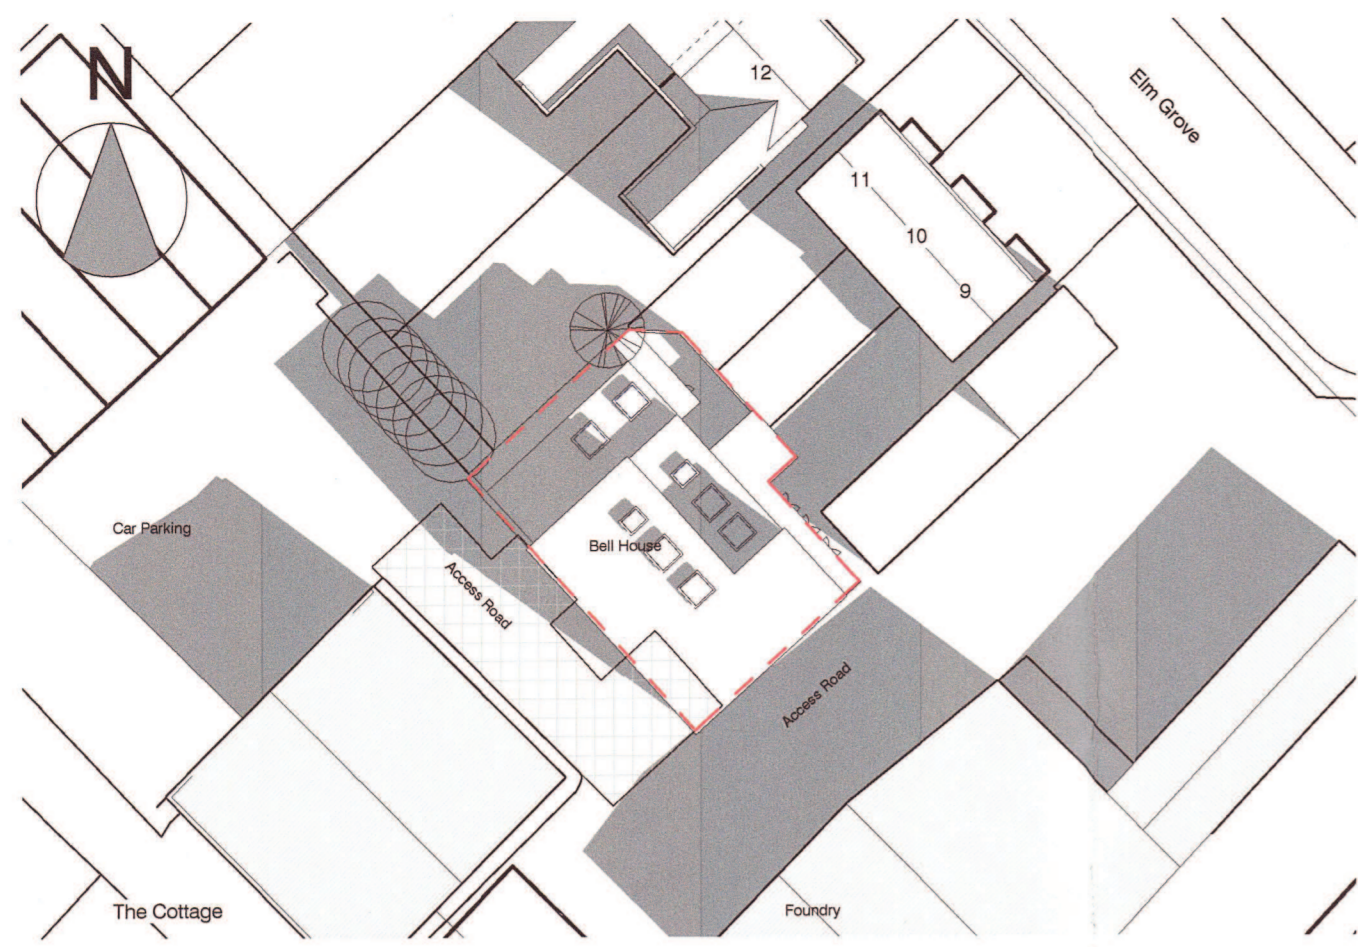 N
12
Elm Grove
11
10
9
Car Parking
Bell House
Access Road
Access Road
The Cottage
Foundry